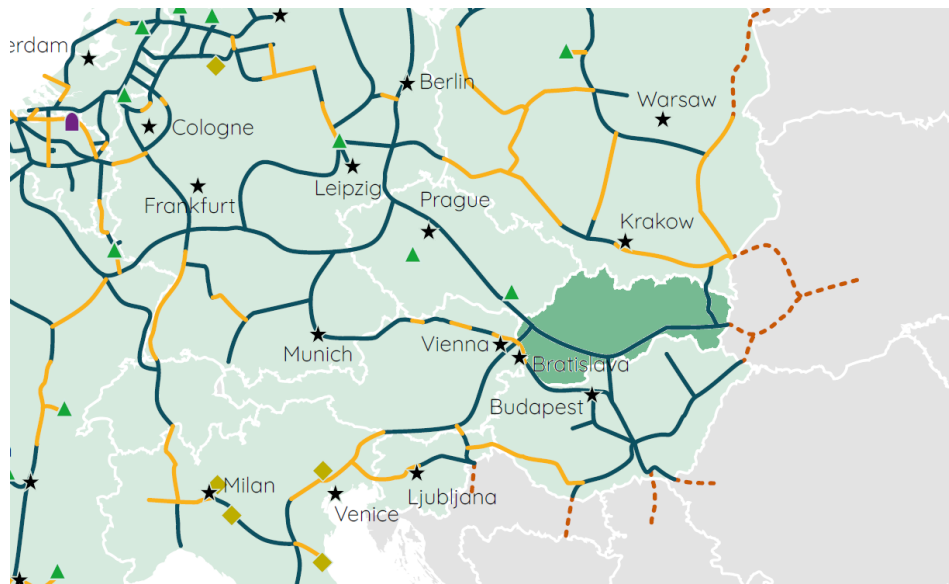 erdam
Berlin
Warsaw
Cologne
Leipzig
Frankfurt
Prague
Krakow
Munich
Vienna
Bratislava
Budapest
Milan
Venice
Ljubljana